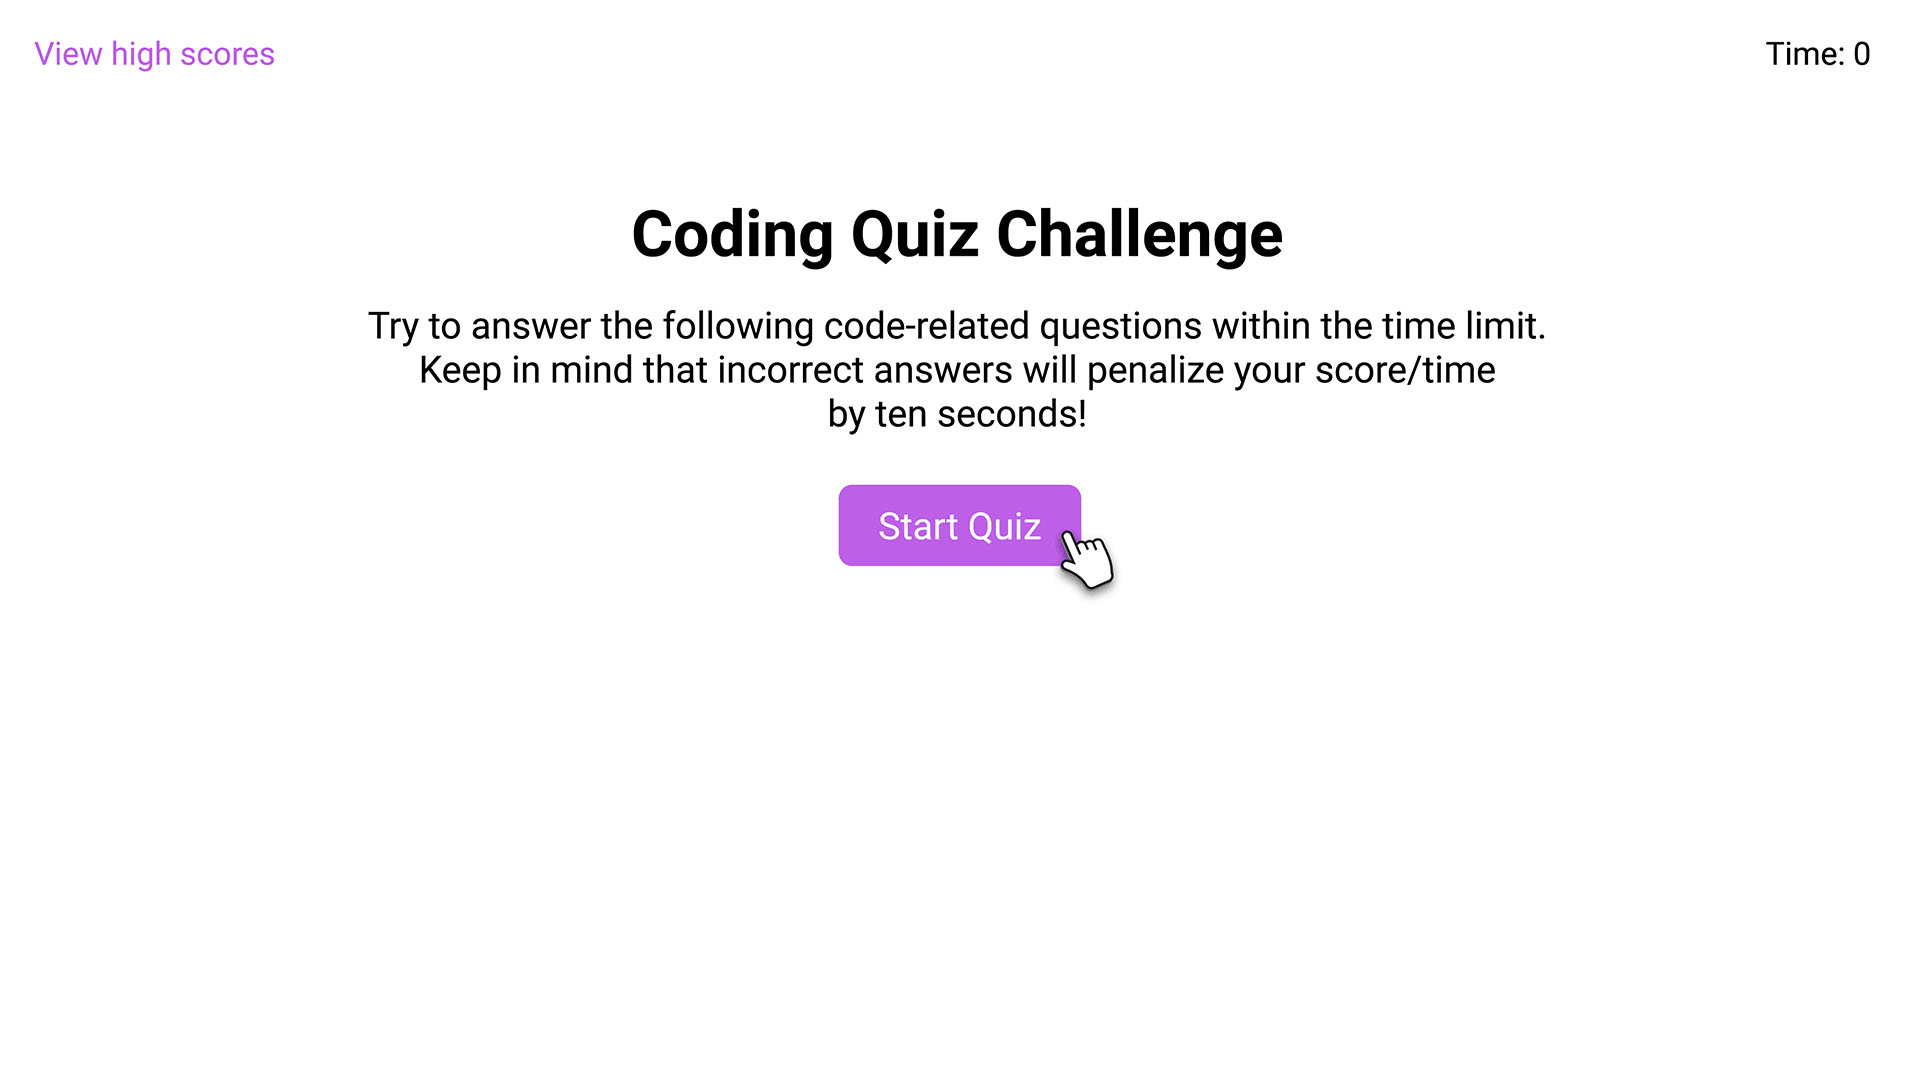 View high scores
Time: 0
Coding Quiz Challenge
Try to answer the following code-related questions within the time limit.
Keep in mind that incorrect answers will penalize your score/time
by ten seconds!
Start Quiz